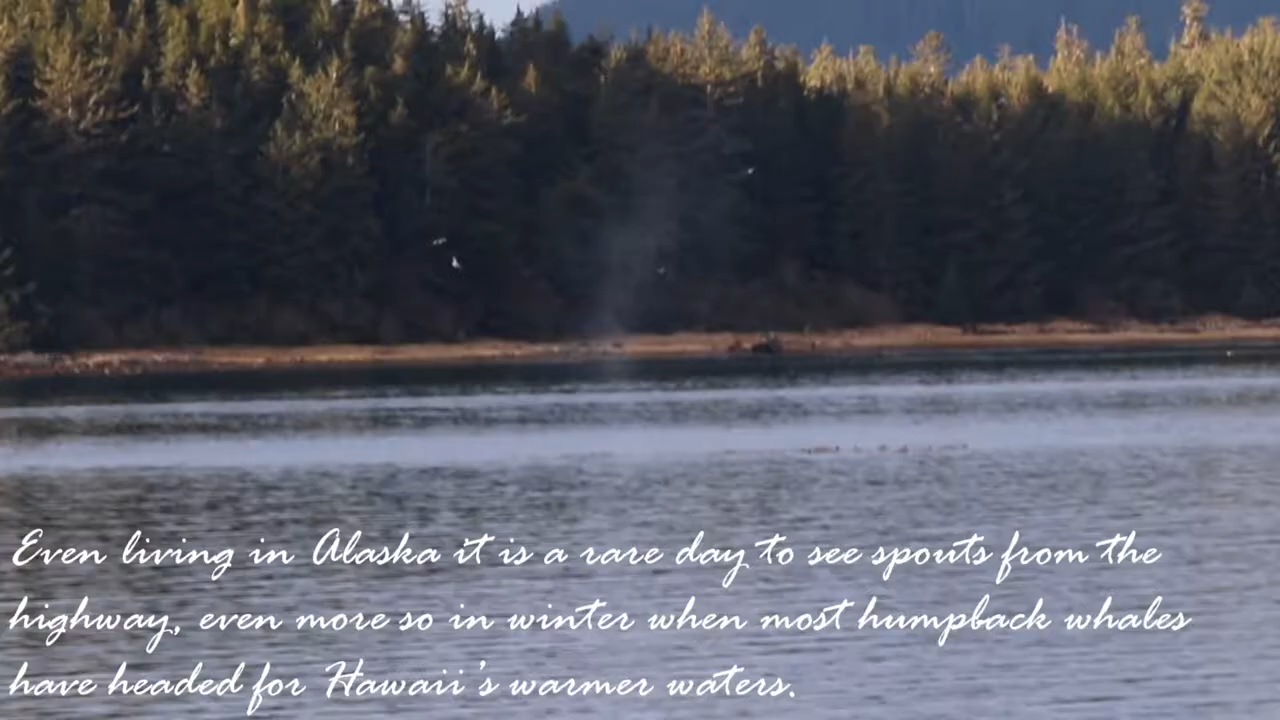 Even living in Alaska it is a rare day to see spouts from the
highway, even more so in winter when most humpback whales
have headed for Hawaii's warmer waters.